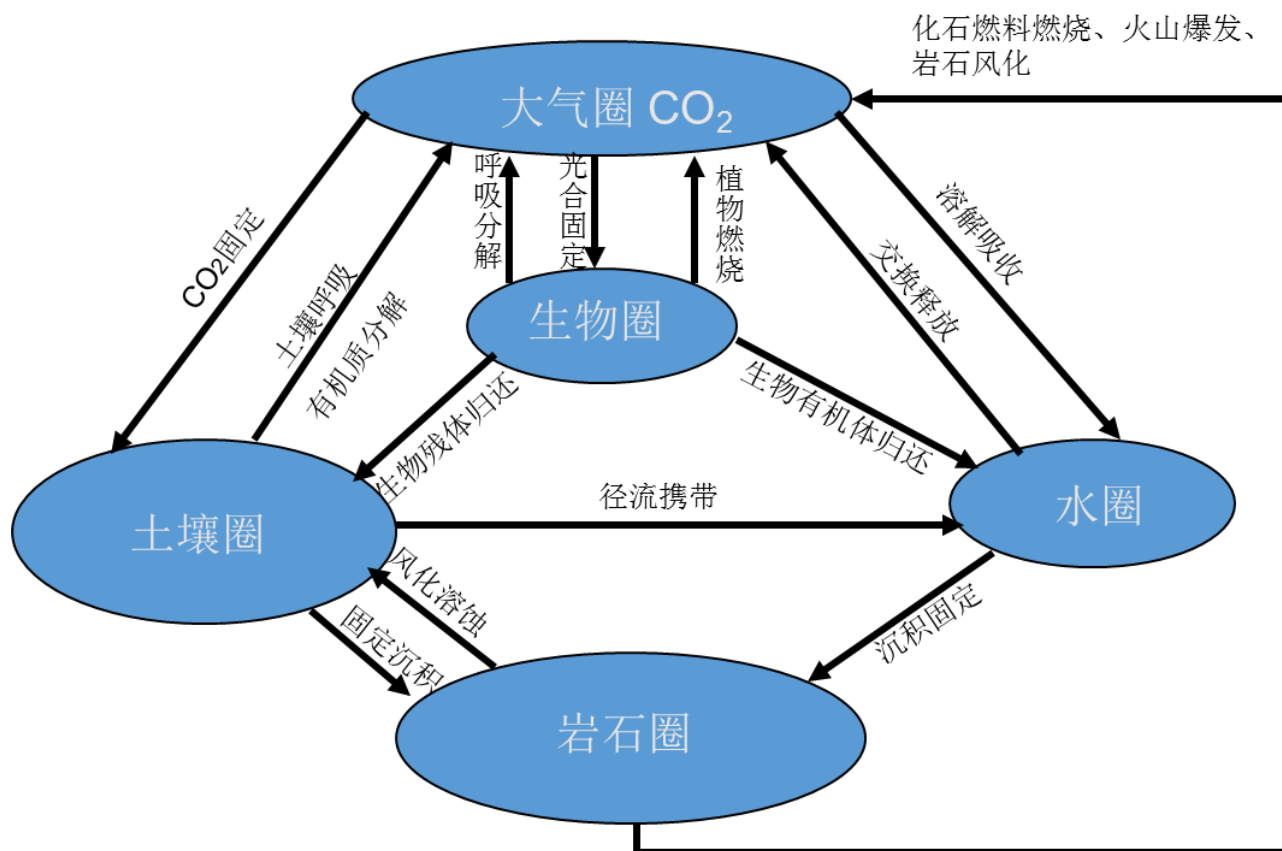 化石燃料燃烧、火山爆发、
岩石风化
大气圈 CO₂
呼吸分解
光合固定
植物燃烧
CO₂固定
土壤呼吸
有机质分解
溶解吸收
交换释放
生物圈
生物残体归还
生物有机体归还
土壤圈
径流携带
水圈
风化溶蚀
固定沉积
沉积固定
岩石圈